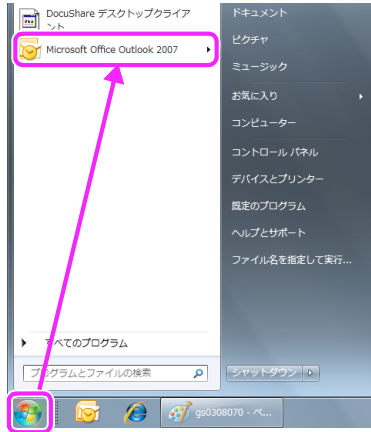 DocuShare デスクトップクライア
ント
Microsoft Office Outlook 2007
すべてのプログラム
プログラムとファイルの検索
ドキュメント
ピクチャ
ミュージック
お気に入り
コンピューター
コントロール パネル
デバイスとプリンター
既定のプログラム
ヘルプとサポート
ファイル名を指定して実行...
シャットダウン
gs0308070 - ペ...